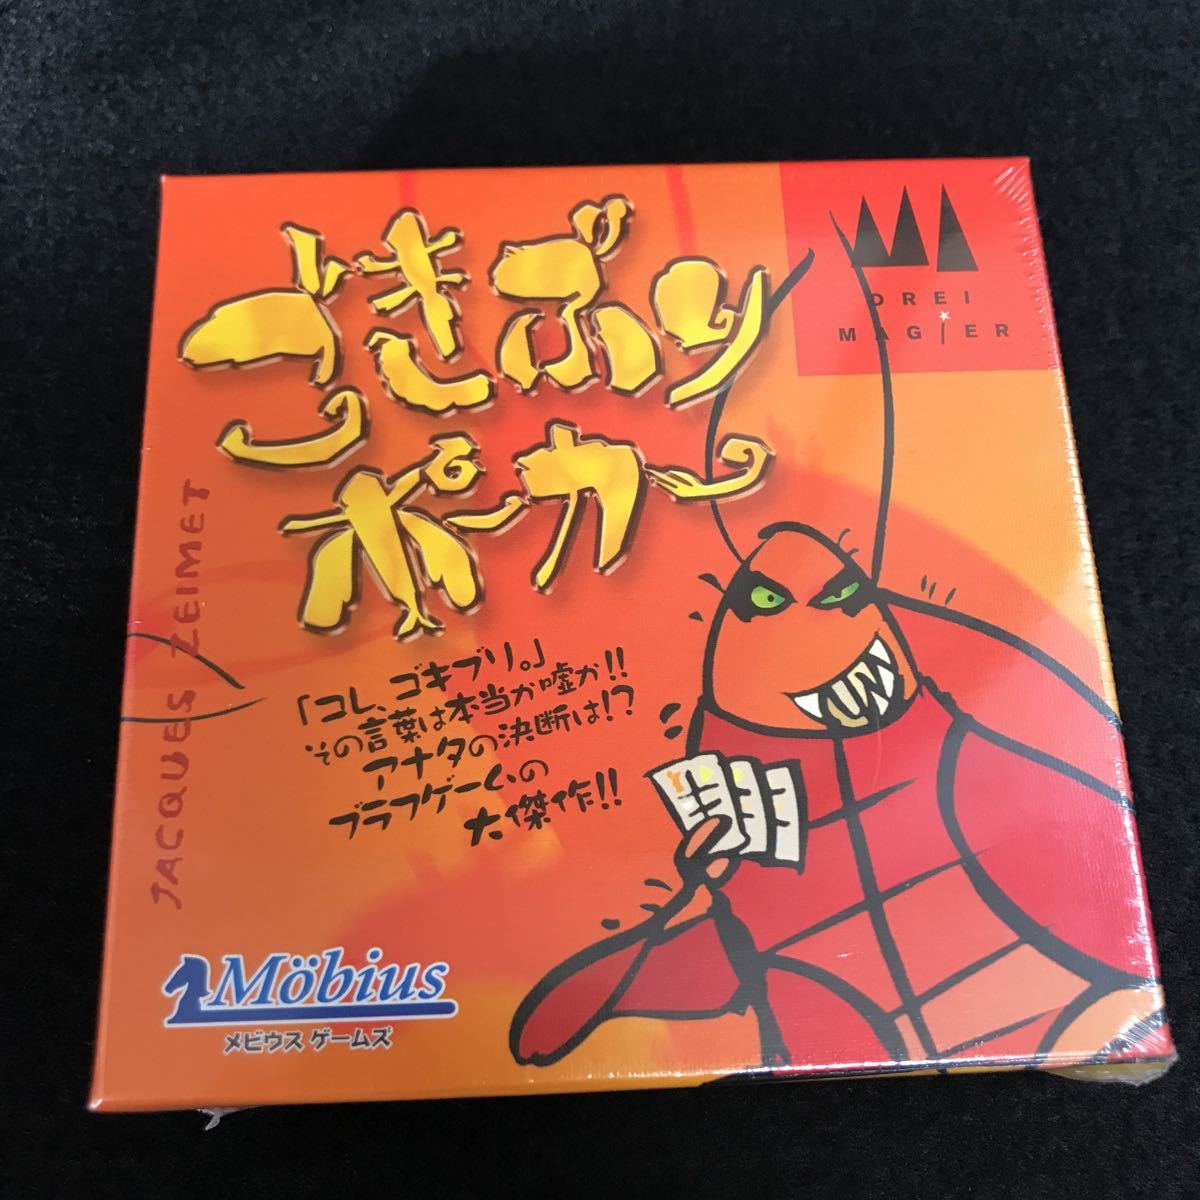 ごきぶり
ポーカー
DREI
MAGIER
JACQUES ZEIMET
「コレ、ゴキブリ。」
その言葉は本当か嘘か!!
アナタの決断は!?
ブラフゲームの
大傑作!!
Möbius
メビウス ゲームズ